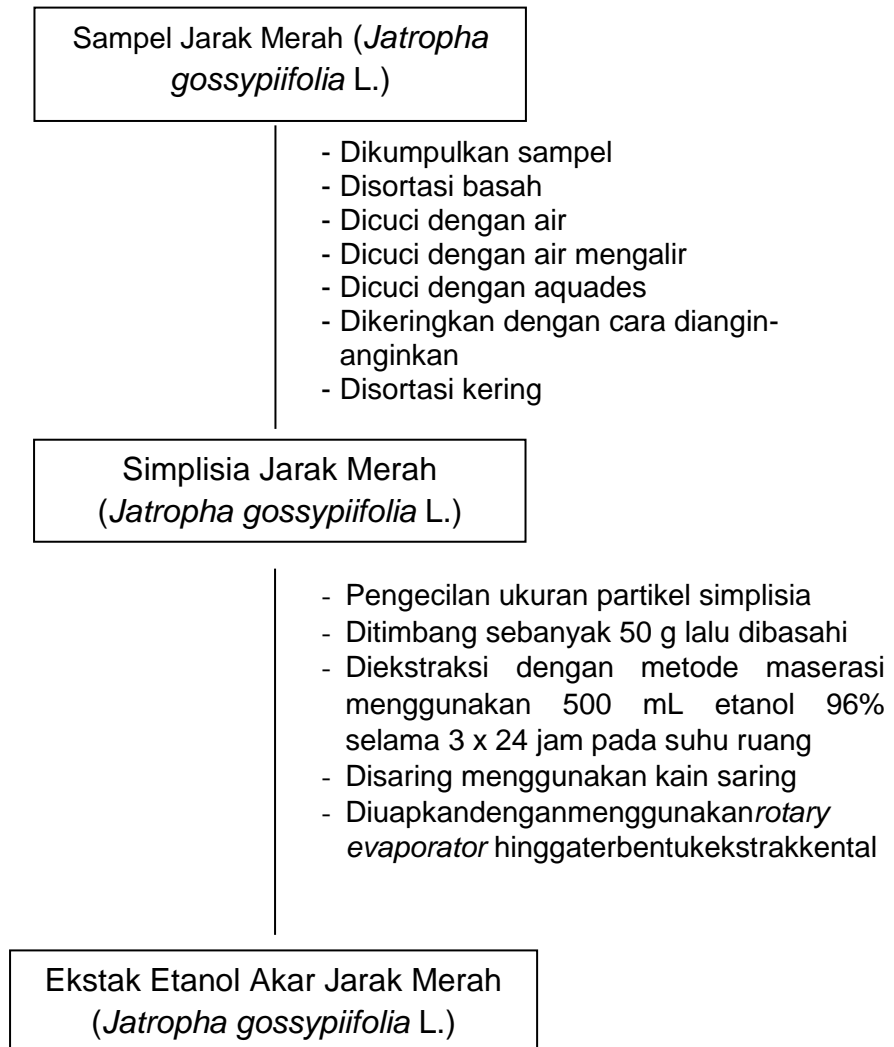 Sampel Jarak Merah (Jatropha
gossypiifolia L.)
- Dikumpulkan sampel
- Disortasi basah
- Dicuci dengan air
- Dicuci dengan air mengalir
- Dicuci dengan aquades
- Dikeringkan dengan cara diangin-
anginkan
- Disortasi kering
Simplisia Jarak Merah
(Jatropha gossypiifolia L.)
- Pengecilan ukuran partikel simplisia
- Ditimbang sebanyak 50 g lalu dibasahi
- Diekstraksi dengan metode maserasi
menggunakan 500 mL etanol 96%
selama 3 x 24 jam pada suhu ruang
- Disaring menggunakan kain saring
- Diuapkandenganmenggunakanrotary
evaporator hinggaterbentukekstrakkental
Ekstak Etanol Akar Jarak Merah
(Jatropha gossypiifolia L.)